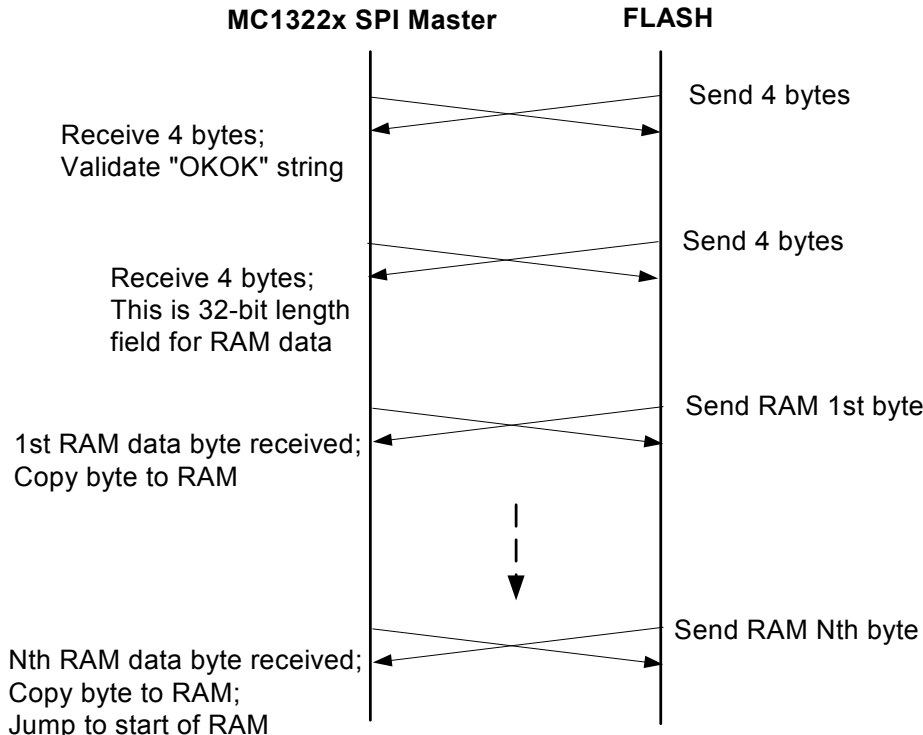 MC1322x SPI Master
FLASH
Send 4 bytes
Receive 4 bytes;
Validate "OKOK" string
Send 4 bytes
Receive 4 bytes;
This is 32-bit length
field for RAM data
Send RAM 1st byte
1st RAM data byte received;
Copy byte to RAM
Send RAM Nth byte
Nth RAM data byte received;
Copy byte to RAM;
Jump to start of RAM